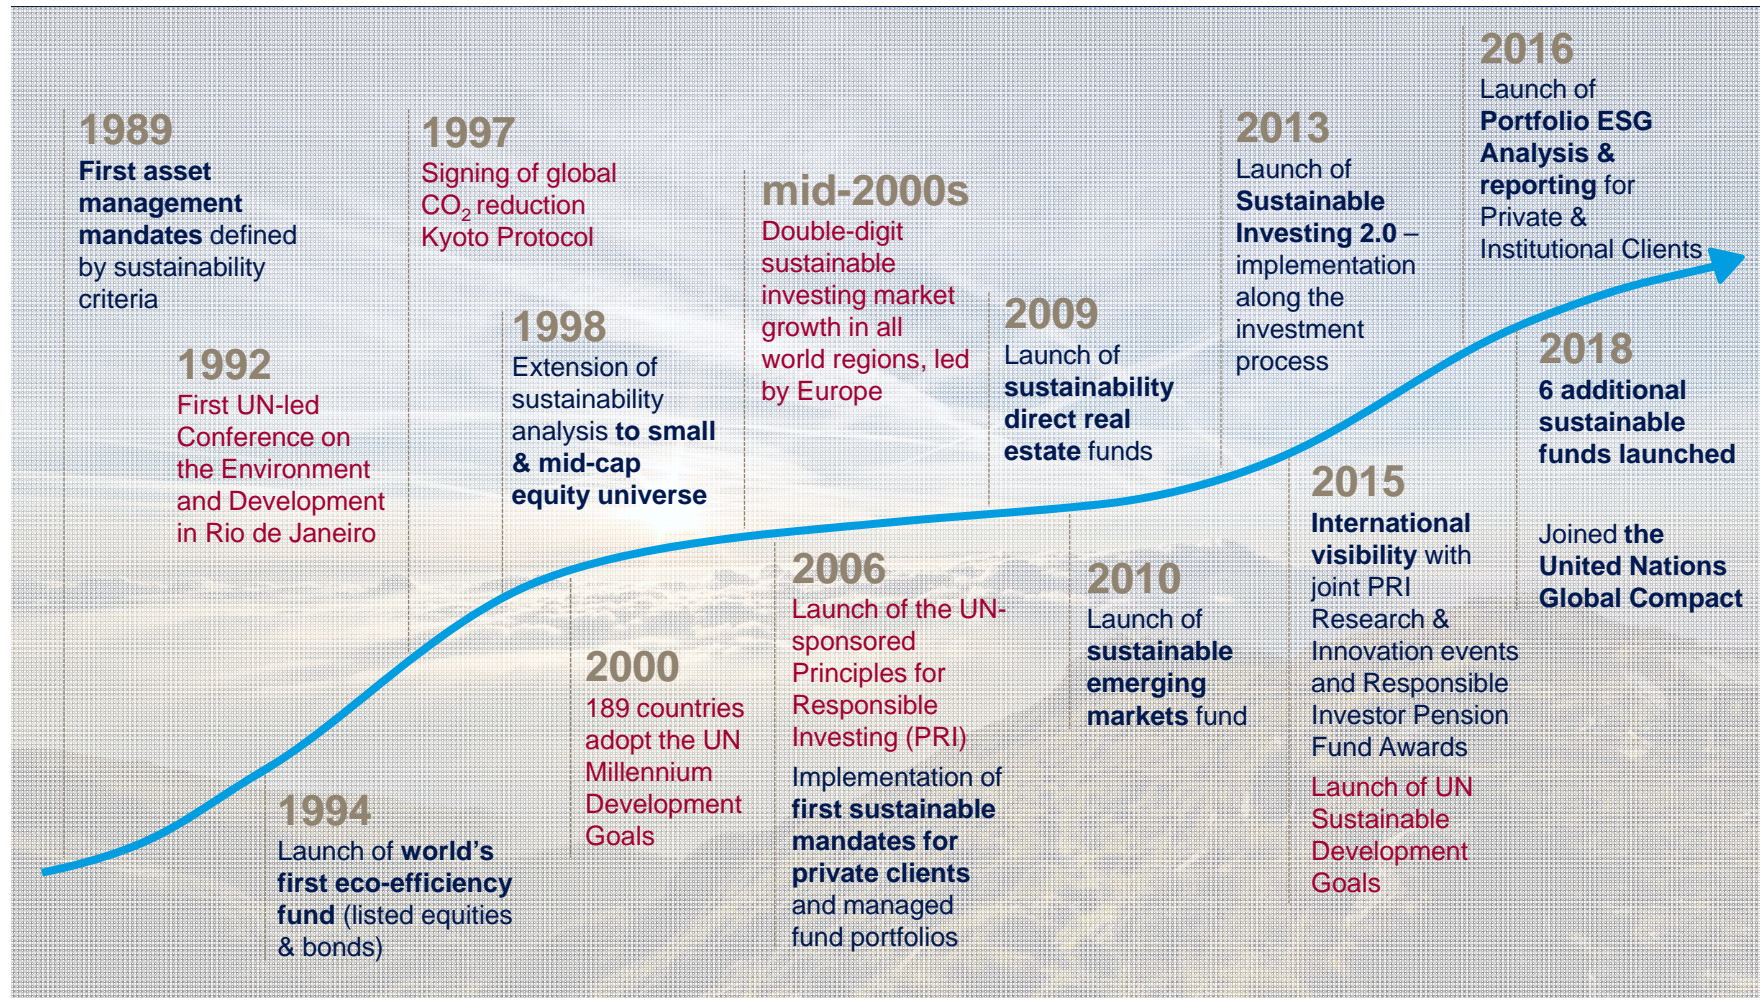 1989
First asset
management
mandates defined
by sustainability
criteria
1992
First UN-led
Conference on
the Environment
and Development
in Rio de Janeiro
1994
Launch of world's
first eco-efficiency
fund (listed equities
& bonds)
1997
Signing of global
CO₂ reduction
Kyoto Protocol
1998
Extension of
sustainability
analysis to small
& mid-cap
equity universe
2000
189 countries
adopt the UN
Millennium
Development
Goals
mid-2000s
Double-digit
sustainable
investing market
growth in all
world regions, led
by Europe
2006
Launch of the UN-
sponsored
Principles for
Responsible
Investing (PRI)
Implementation of
first sustainable
mandates for
private clients
and managed
fund portfolios
2009
Launch of
sustainability
direct real
estate funds
2010
Launch of
sustainable
emerging
markets fund
2013
Launch of
Sustainable
Investing 2.0 –
implementation
along the
investment
process
2015
International
visibility with
joint PRI
Research &
Innovation events
and Responsible
Investor Pension
Fund Awards
Launch of UN
Sustainable
Development
Goals
2016
Launch of
Portfolio ESG
Analysis &
reporting for
Private &
Institutional Clients
2018
6 additional
sustainable
funds launched
Joined the
United Nations
Global Compact